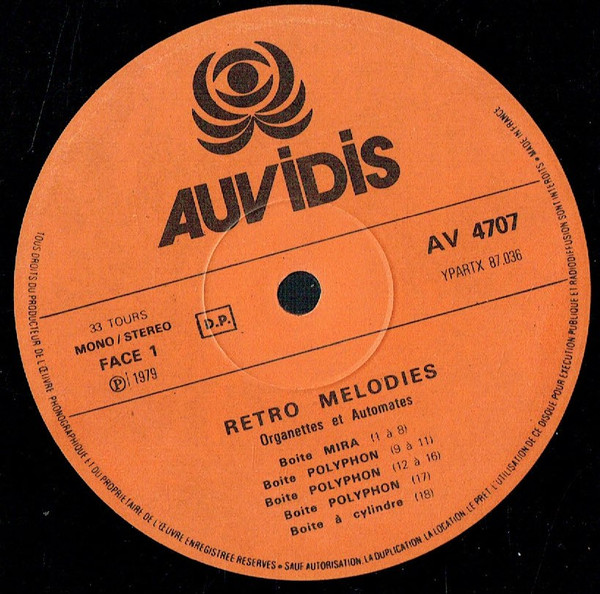 AUViDiS
AV 4707
YPARTX 87.036
33 TOURS
MONO/STEREO
FACE 1
Ⓟ 1979
D.P.
RETRO MELODIES
Organettes et Automates
Boite MIRA (1 à 8)
Boite POLYPHON (9 à 11)
Boite POLYPHON (12 à 16)
Boite POLYPHON (17)
Boite à cylindre (18)
TOUS DROITS DU PRODUCTEUR DE L'ŒUVRE PHONOGRAPHIQUE ET DU PROPRIETAIRE DE L'ŒUVRE ENREGISTREE RESERVES • SAUF AUTORISATION, LA DUPLICATION, LA LOCATION, LE PRET, L'UTILISATION DE CE DISQUE POUR EXECUTION PUBLIQUE ET RADIODIFFUSION SONT INTERDITS • MADE IN FRANCE